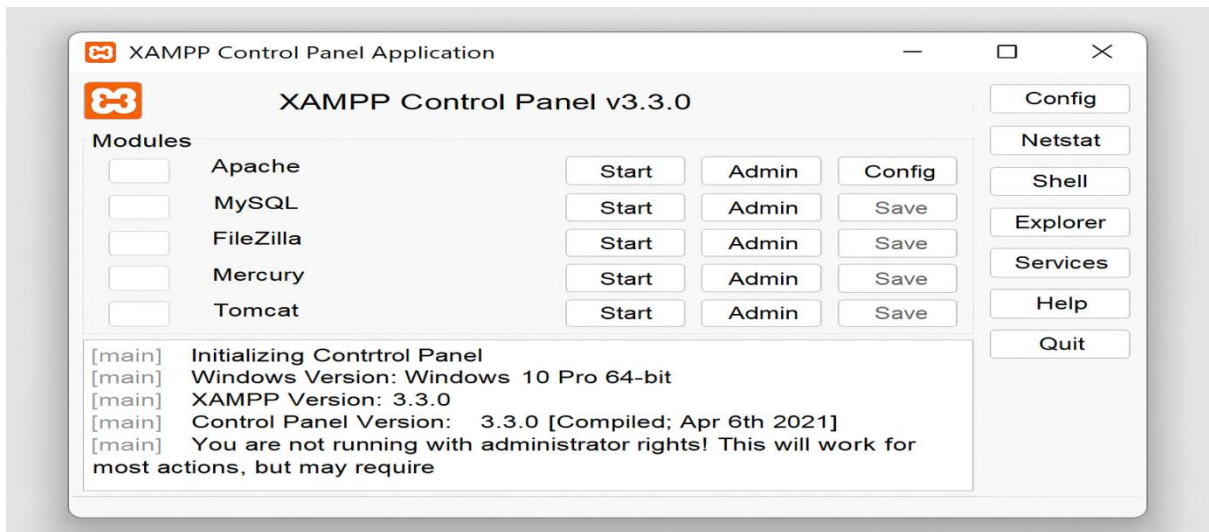 XAMPP Control Panel Application
XAMPP Control Panel v3.3.0
Config
Modules
Netstat
Apache Start Admin Config
Shell
MySQL Start Admin Save
Explorer
FileZilla Start Admin Save
Services
Mercury Start Admin Save
Help
Tomcat Start Admin Save
Quit
[main] Initializing Contrtrol Panel
[main] Windows Version: Windows 10 Pro 64-bit
[main] XAMPP Version: 3.3.0
[main] Control Panel Version: 3.3.0 [Compiled; Apr 6th 2021]
[main] You are not running with administrator rights! This will work for
most actions, but may require